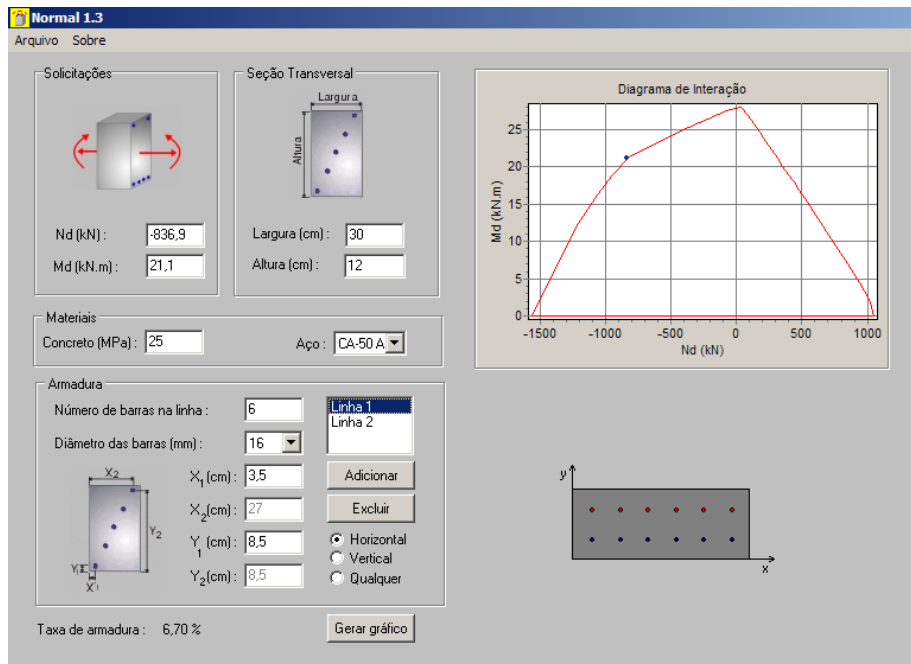 Normal 1.3
Arquivo Sobre
Solicitações
Nd (kN) : -836,9
Md (kN.m) : 21,1
Seção Transversal
Largura
Altura
Largura (cm) : 30
Altura (cm) : 12
Materiais
Concreto (MPa) : 25
Aço : CA-50 A
Armadura
Número de barras na linha : 6
Diâmetro das barras (mm) : 16
X1 (cm): 3,5
X2 (cm): 27
Y1 (cm): 8,5
Y2(cm): 8,5
X2
Y2
Y1
X1
Linha 1
Linha 2
Adicionar
Excluir
Horizontal
Vertical
Qualquer
Taxa de armadura : 6,70 %
Gerar gráfico
Diagrama de Interação
Md (kN.m)
25
20
15
10
5
0
-1500 -1000 -500 0 500 1000
Nd (kN)
y
x